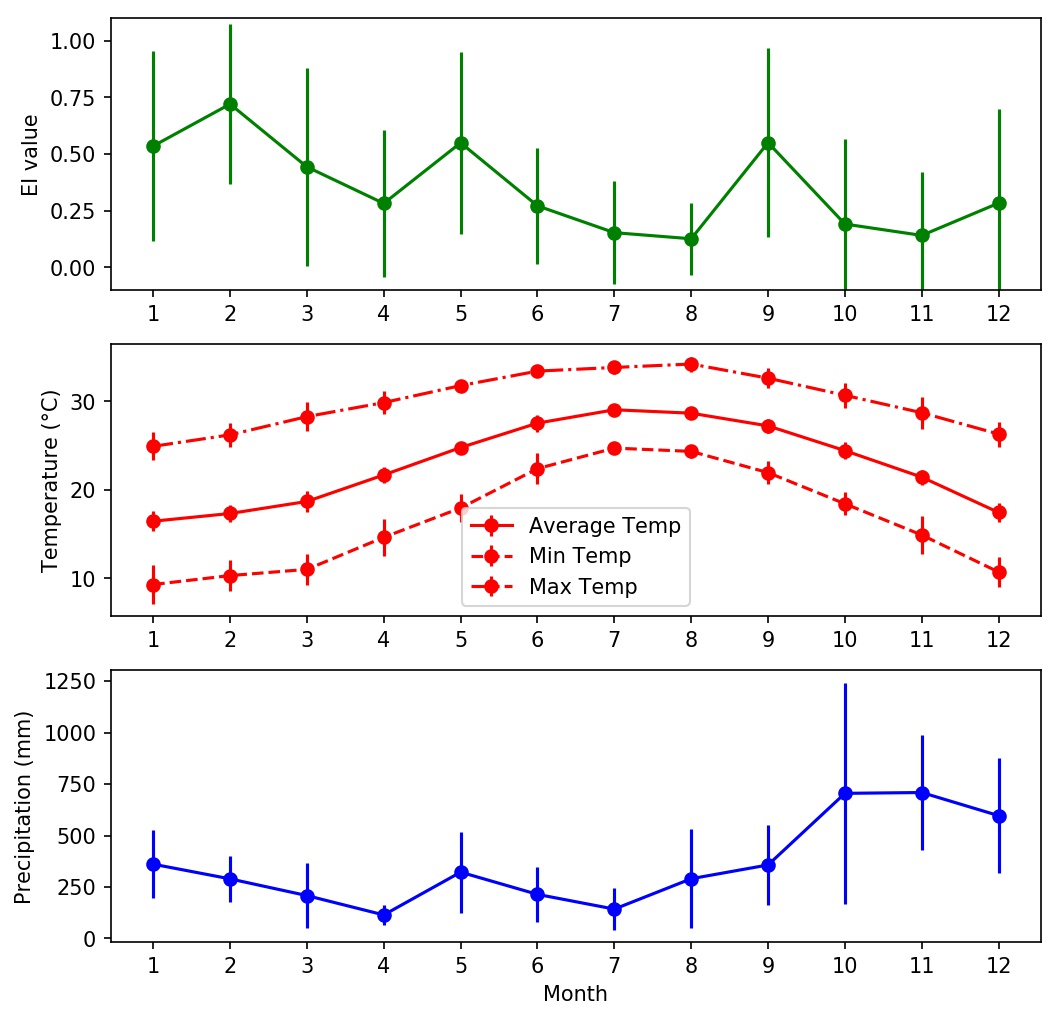 EI value
1.00
0.75
0.50
0.25
0.00
1 2 3 4 5 6 7 8 9 10 11 12
Temperature (°C)
30
20
10
Average Temp
Min Temp
Max Temp
1 2 3 4 5 6 7 8 9 10 11 12
Precipitation (mm)
1250
1000
750
500
250
0
1 2 3 4 5 6 7 8 9 10 11 12
Month